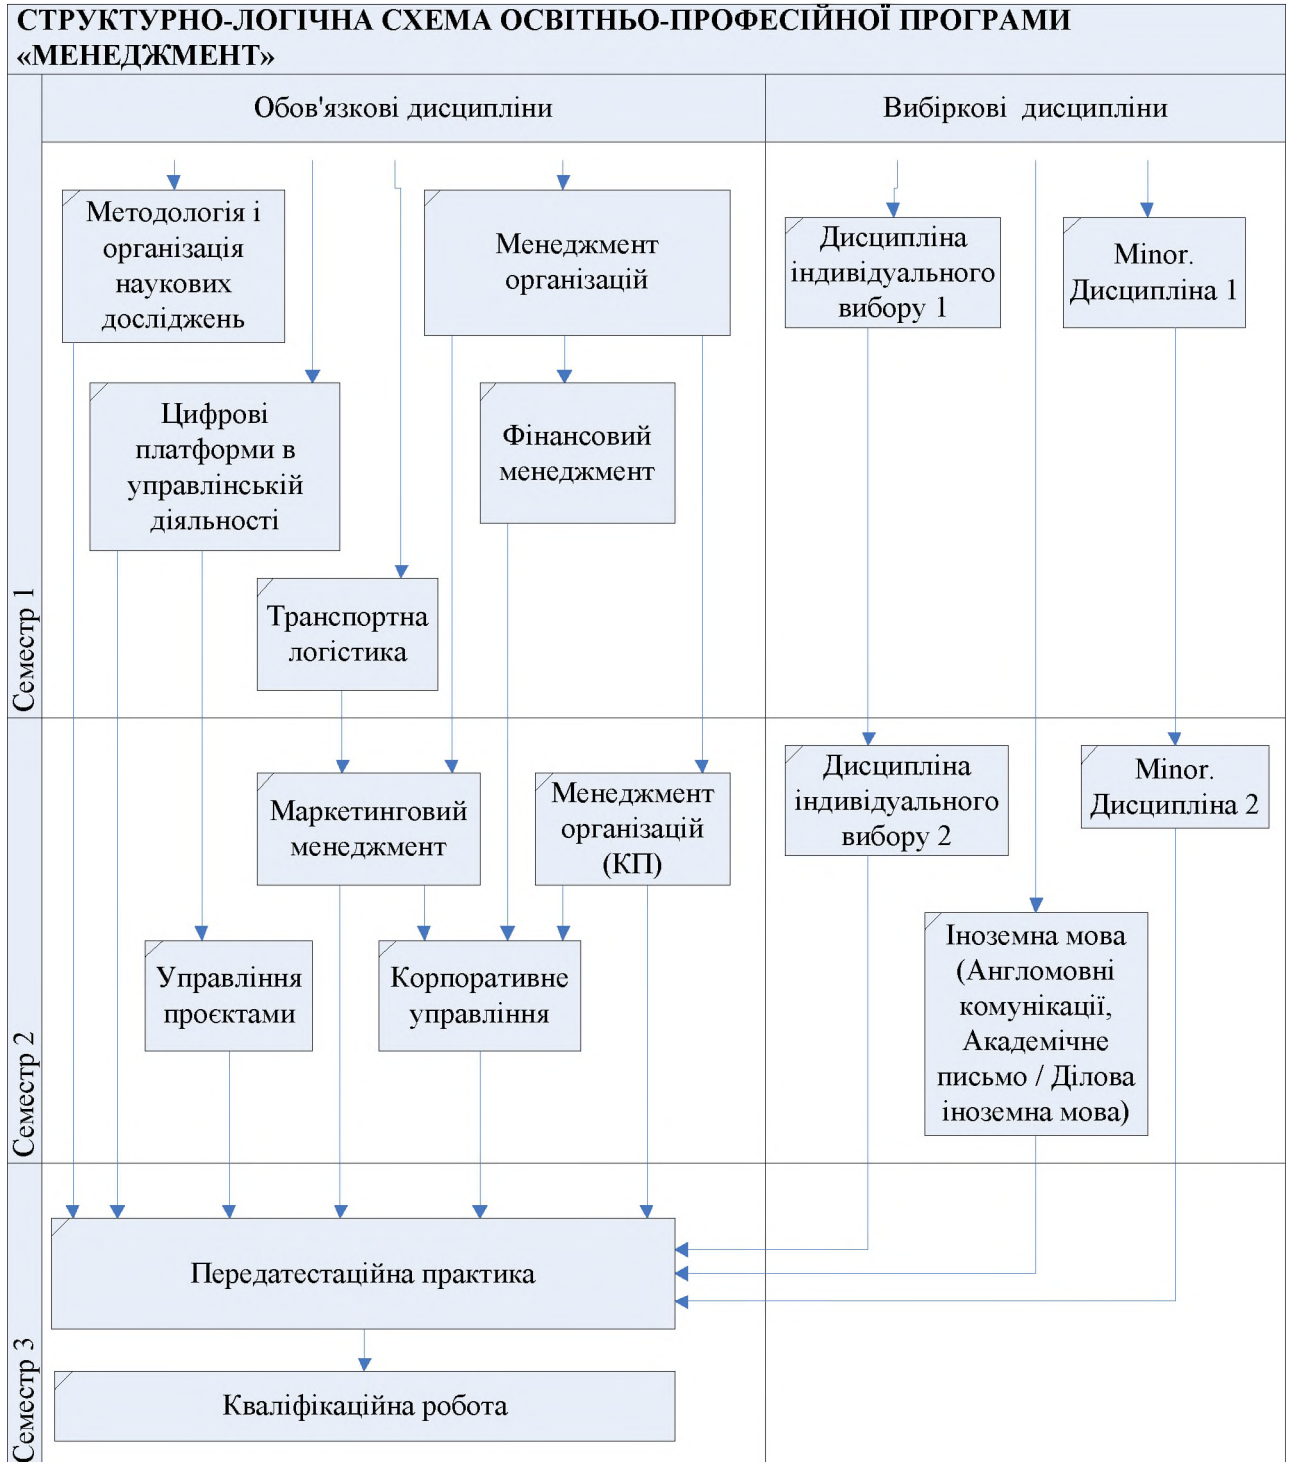 СТРУКТУРНО-ЛОГІЧНА СХЕМА ОСВІТНЬО-ПРОФЕСІЙНОЇ ПРОГРАМИ
«МЕНЕДЖМЕНТ»
Обов'язкові дисципліни
Вибіркові дисципліни
Семестр 1
Методологія і
організація
наукових
досліджень
Менеджмент
організацій
Дисципліна
індивідуального
вибору 1
Minor.
Дисципліна 1
Цифрові
платформи в
управлінській
діяльності
Фінансовий
менеджмент
Транспортна
логістика
Семестр 2
Маркетинговий
менеджмент
Менеджмент
організацій
(КП)
Дисципліна
індивідуального
вибору 2
Minor.
Дисципліна 2
Управління
проєктами
Корпоративне
управління
Іноземна мова
(Англомовні
комунікації,
Академічне
письмо / Ділова
іноземна мова)
Семестр 3
Передатестаційна практика
Кваліфікаційна робота